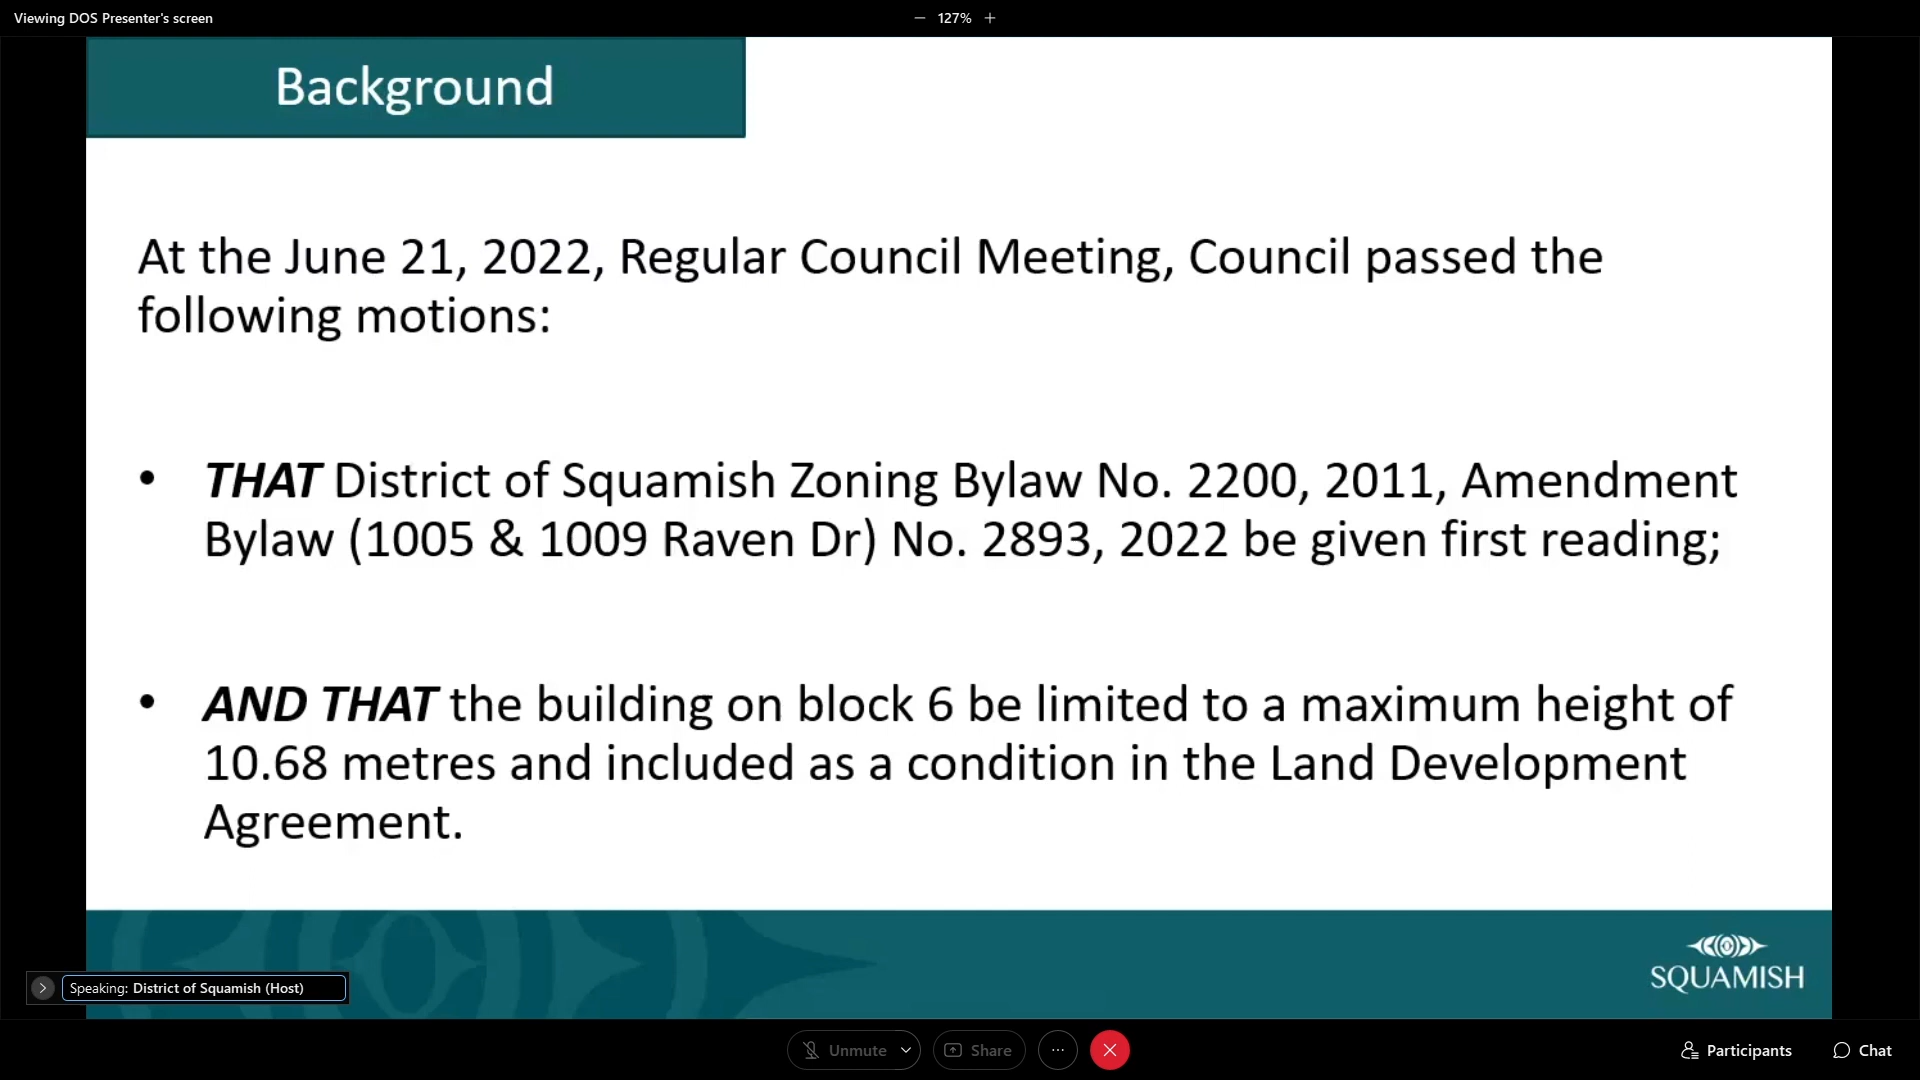 Viewing DOS Presenter's screen
127%
Background
At the June 21, 2022, Regular Council Meeting, Council passed the
following motions:
• THAT District of Squamish Zoning Bylaw No. 2200, 2011, Amendment
Bylaw (1005 & 1009 Raven Dr) No. 2893, 2022 be given first reading;
• AND THAT the building on block 6 be limited to a maximum height of
10.68 metres and included as a condition in the Land Development
Agreement.
SQUAMISH
Speaking: District of Squamish (Host)
Unmute
Share
Participants
Chat